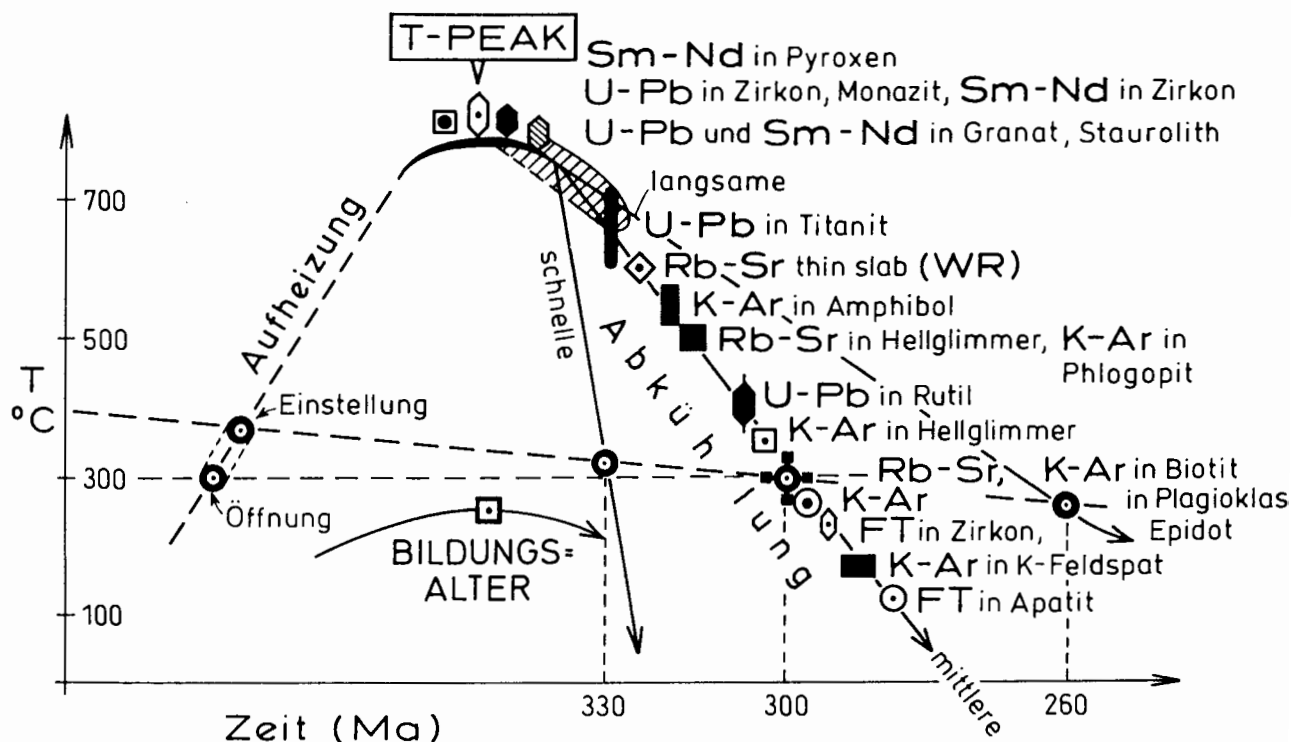 T-PEAK
Sm-Nd in Pyroxen
U-Pb in Zirkon, Monazit, Sm-Nd in Zirkon
U-Pb und Sm-Nd in Granat, Staurolith
langsame
700
U-Pb in Titanit
Aufheizung
schnelle
Rb-Sr thin slab (WR)
K-Ar in Amphibol
500
Rb-Sr in Hellglimmer, K-Ar in
Phlogopit
Abkühlung
T
°C
Einstellung
U-Pb in Rutil
K-Ar in Hellglimmer
300
Rb-Sr, K-Ar in Biotit
Öffnung
K-Ar in Plagioklas
FT in Zirkon, Epidot
BILDUNGS=
ALTER
K-Ar in K-Feldspat
100
FT in Apatit
mittlere
330
300
260
Zeit (Ma)